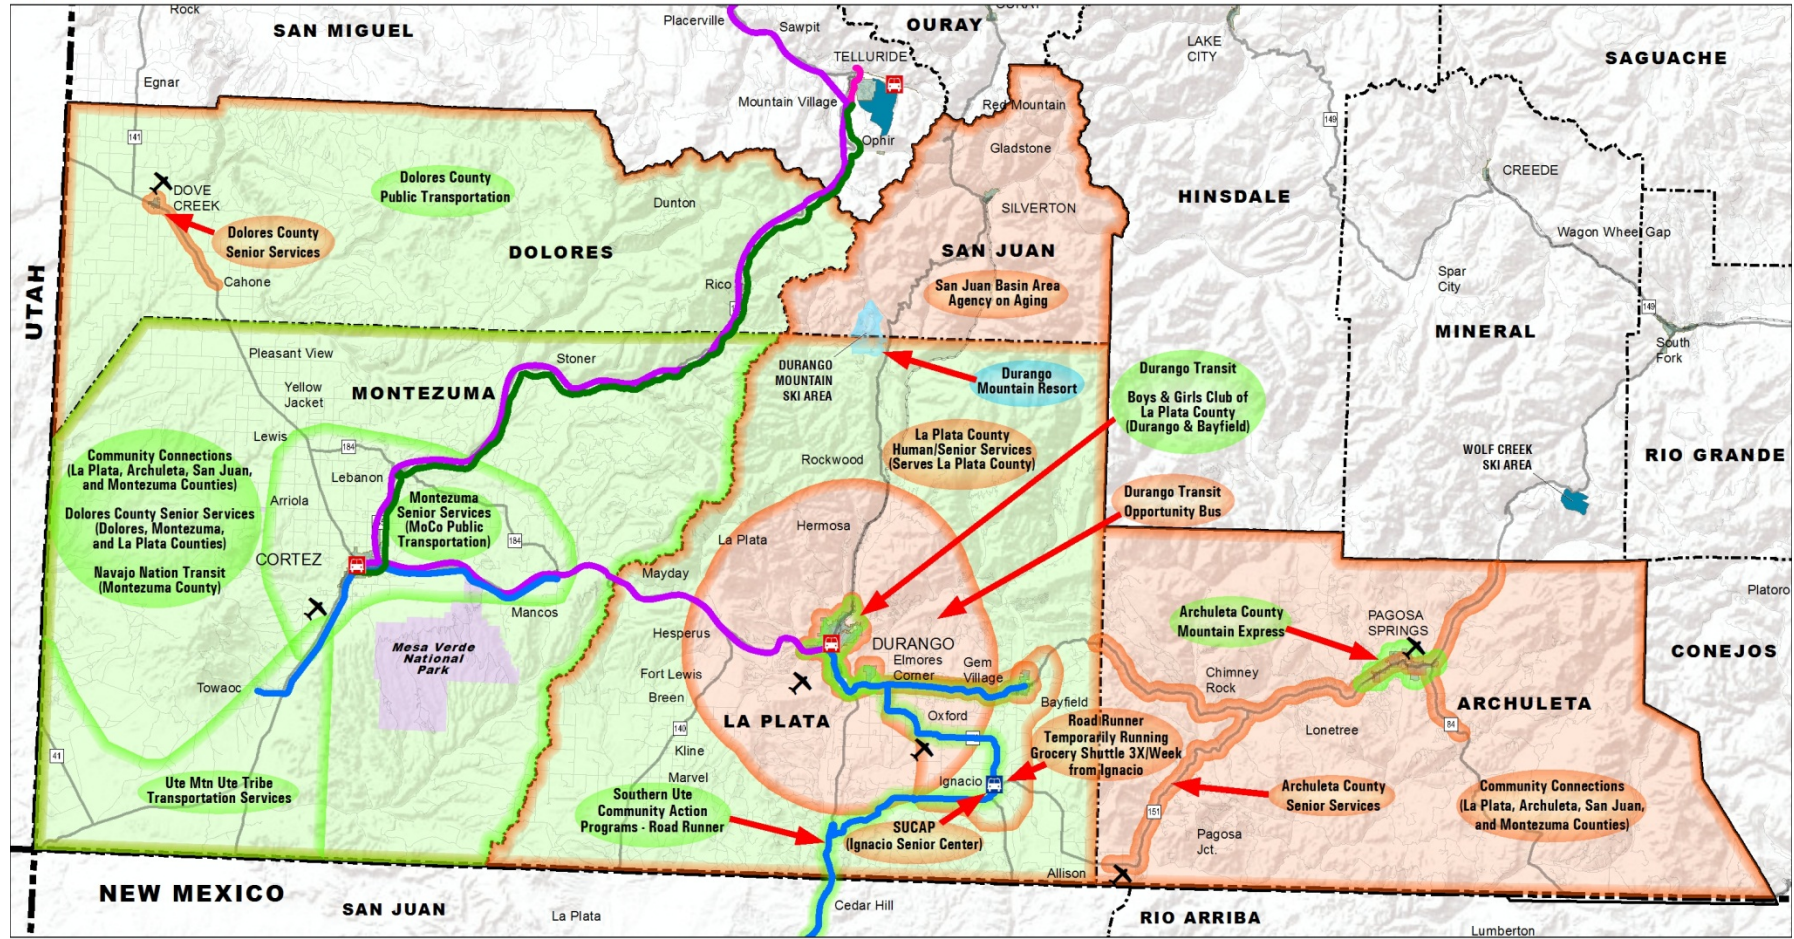 Rock
SAN MIGUEL
Placerville
Sawpit
OURAY
LAKE
CITY
SAGUACHE
Egnar
TELLURIDE
Mountain Village
Red Mountain
149
141
Ophir
Gladstone
DOVE
CREEK
Dolores County
Public Transportation
Dunton
SILVERTON
HINSDALE
CREEDE
Dolores County
Senior Services
DOLORES
SAN JUAN
Wagon Wheel Gap
UTAH
Cahone
Rico
San Juan Basin Area
Agency on Aging
Spar
City
149
MINERAL
South
Fork
Pleasant View
Stoner
DURANGO
MOUNTAIN
SKI AREA
Durango
Mountain Resort
Durango Transit
Boys & Girls Club of
La Plata County
(Durango & Bayfield)
Yellow
Jacket
MONTEZUMA
Lewis
184
La Plata County
Human/Senior Services
(Serves La Plata County)
Rockwood
WOLF CREEK
SKI AREA
RIO GRANDE
Community Connections
(La Plata, Archuleta, San Juan,
and Montezuma Counties)
Dolores County Senior Services
(Dolores, Montezuma,
and La Plata Counties)
Navajo Nation Transit
(Montezuma County)
Lebanon
Arriola
Montezuma
Senior Services
(MoCo Public
Transportation)
184
Durango Transit
Opportunity Bus
Hermosa
La Plata
CORTEZ
Mayday
Mancos
Platoro
Mesa Verde
National
Park
Hesperus
DURANGO
Elmores
Corner
Gem
Village
Archuleta County
Mountain Express
PAGOSA
SPRINGS
CONEJOS
Towaoc
Fort Lewis
Breen
Chimney
Rock
Bayfield
LA PLATA
Oxford
ARCHULETA
84
Lonetree
140
Kline
Marvel
Road Runner
Temporarily Running
Grocery Shuttle 3X/Week
from Ignacio
41
Ute Mtn Ute Tribe
Transportation Services
Southern Ute
Community Action
Programs - Road Runner
Ignacio
SUCAP
(Ignacio Senior Center)
Archuleta County
Senior Services
Community Connections
(La Plata, Archuleta, San Juan,
and Montezuma Counties)
151
Pagosa
Jct.
Allison
NEW MEXICO
SAN JUAN
La Plata
Cedar Hill
RIO ARRIBA
Lumberton